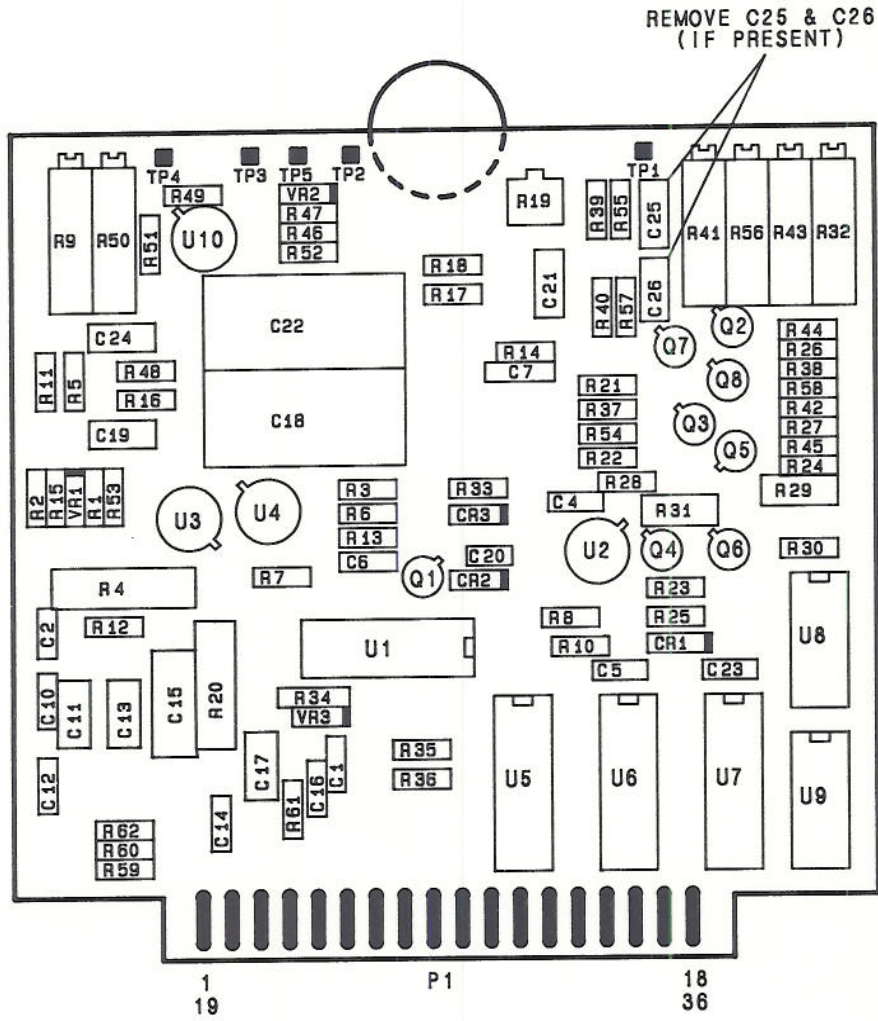 REMOVE C25 & C26
(IF PRESENT)
TP4
TP3
TP5
TP2
TP1
R49
VR2
R47
R46
R52
R9
R50
R51
U10
R19
R39
R55
C25
R41
R56
R43
R32
R18
R17
C21
R40
R57
C26
C22
C24
Q7
Q2
R44
R26
R38
R58
R42
R27
R45
R24
R29
R14
C7
Q8
R11
R5
R48
R16
R21
R37
R54
R22
Q3
Q5
C19
C18
R2
R15
VR1
R1
R53
U3
U4
R3
R6
R13
C6
R33
CR3
C20
CR2
Q1
R28
C4
R31
U2
Q4
Q6
R30
R4
R7
R23
R25
CR1
C2
R12
R8
R10
U1
U8
C5
C23
C10
C11
C13
C15
R20
R34
VR3
C12
C17
C1
C16
R61
C14
R35
R36
U5
U6
U7
U9
R62
R60
R59
1
P1
18
19
36